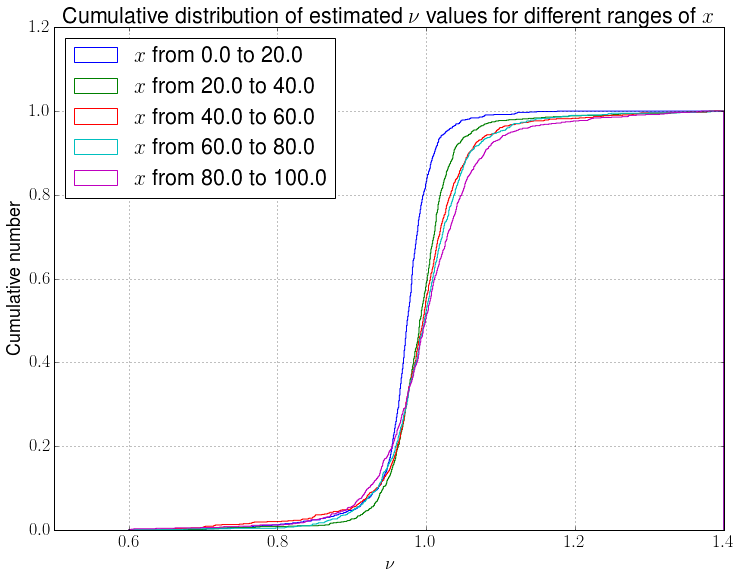 Cumulative distribution of estimated ν values for different ranges of x
1.2
x from 0.0 to 20.0
x from 20.0 to 40.0
x from 40.0 to 60.0
x from 60.0 to 80.0
x from 80.0 to 100.0
1.0
0.8
0.6
0.4
0.2
0.0
Cumulative number
0.6 0.8 1.0 1.2 1.4
ν